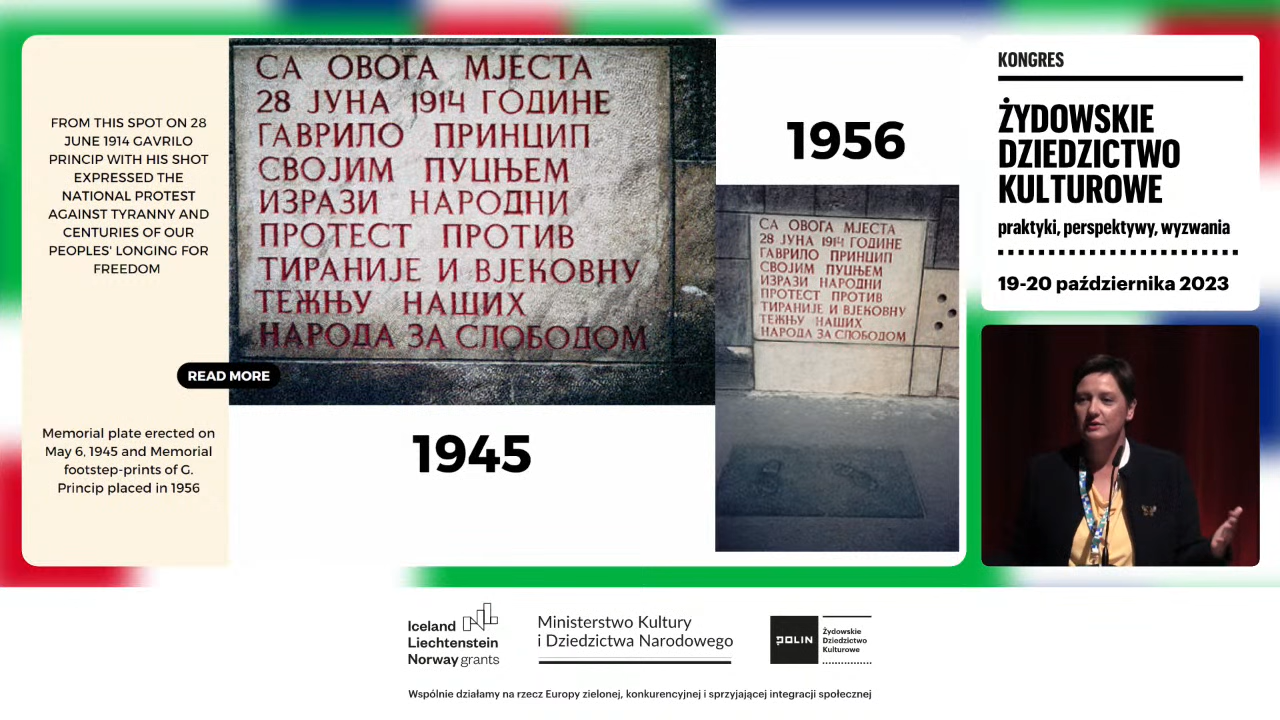 FROM THIS SPOT ON 28
JUNE 1914 GAVRILO
PRINCIP WITH HIS SHOT
EXPRESSED THE
NATIONAL PROTEST
AGAINST TYRANNY AND
CENTURIES OF OUR
PEOPLES' LONGING FOR
FREEDOM
READ MORE
Memorial plate erected on
May 6, 1945 and Memorial
footstep-prints of G.
Princip placed in 1956
СА ОВОГА МЈЕСТА
28 ЈУНА 1914 ГОДИНЕ
ГАВРИЛО ПРИНЦИП
СВОЈИМ ПУЦЊЕМ
ИЗРАЗИ НАРОДНИ
ПРОТЕСТ ПРОТИВ
ТИРАНИЈЕ И ВЈЕКОВНУ
ТЕЖЊУ НАШИХ
НАРОДА ЗА СЛОБОДОМ
1945
1956
СА ОВОГА МЈЕСТА
28 ЈУНА 1914 ГОДИНЕ
ГАВРИЛО ПРИНЦИП
СВОЈИМ ПУЦЊЕМ
ИЗРАЗИ НАРОДНИ
ПРОТЕСТ ПРОТИВ
ТИРАНИЈЕ И ВЈЕКОВНУ
ТЕЖЊУ НАШИХ
НАРОДА ЗА СЛОБОДОМ
KONGRES
ŻYDOWSKIE
DZIEDZICTWO
KULTUROWE
praktyki, perspektywy, wyzwania
19-20 października 2023
Iceland
Liechtenstein
Norway grants
Ministerstwo Kultury
i Dziedzictwa Narodowego
POLIN
Żydowskie
Dziedzictwo
Kulturowe
Wspólnie działamy na rzecz Europy zielonej, konkurencyjnej i sprzyjającej integracji społecznej